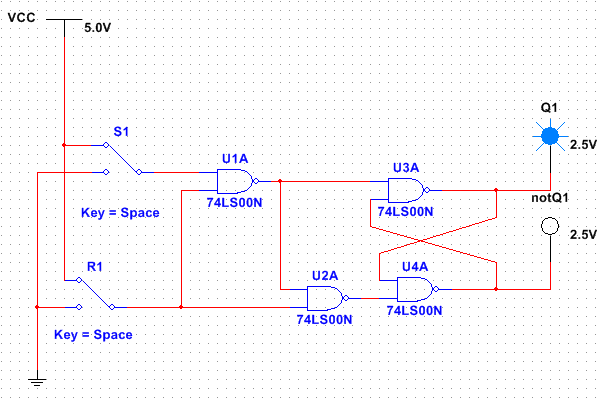 VCC
5.0V
Q1
S1
2.5V
U1A
U3A
notQ1
Key = Space
74LS00N
74LS00N
2.5V
R1
U2A
U4A
Key = Space
74LS00N
74LS00N